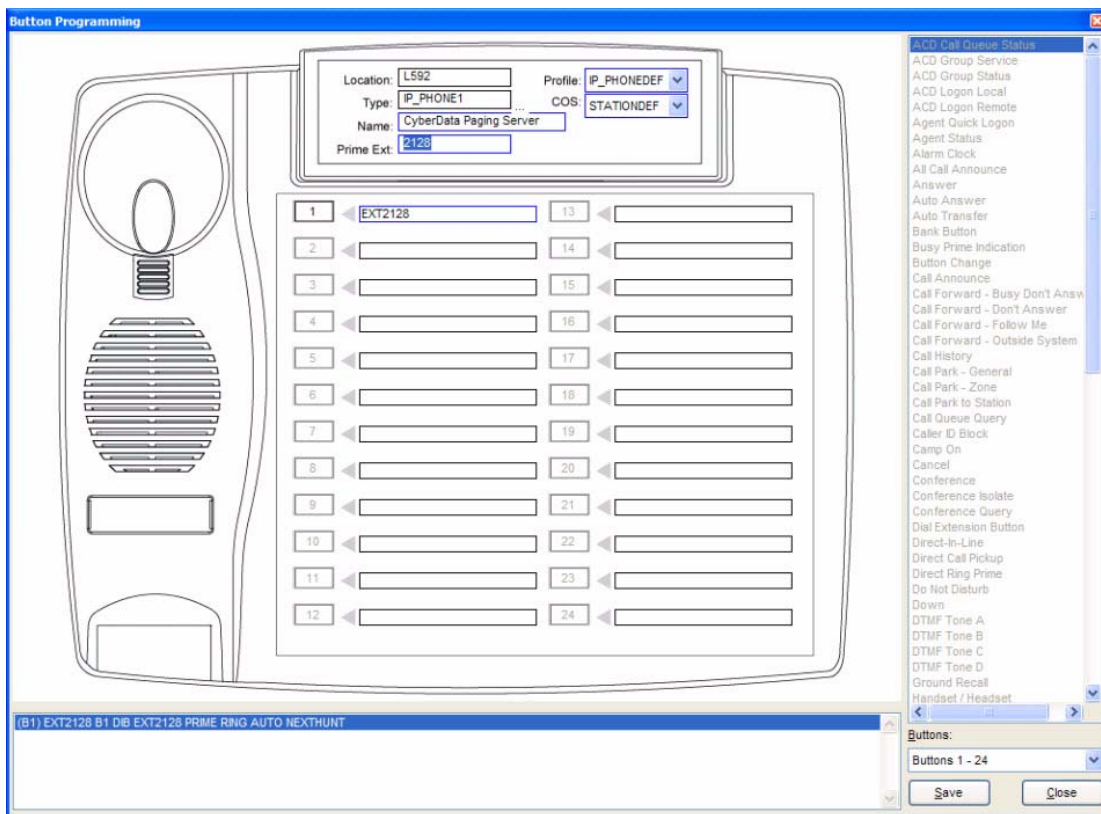 Button Programming
Location: L592 Profile: IP_PHONEDEF
Type: IP_PHONE1 ... COS: STATIONDEF
Name: CyberData Paging Server
Prime Ext: 2128
1 EXT2128 13
2 14
3 15
4 16
5 17
6 18
7 19
8 20
9 21
10 22
11 23
12 24
(B1) EXT2128 B1 DIB EXT2128 PRIME RING AUTO NEXTHUNT
ACD Call Queue Status
ACD Group Service
ACD Group Status
ACD Logon Local
ACD Logon Remote
Agent Quick Logon
Agent Status
Alarm Clock
All Call Announce
Answer
Auto Answer
Auto Transfer
Bank Button
Busy Prime Indication
Button Change
Call Announce
Call Forward - Busy Don't Answ
Call Forward - Don't Answer
Call Forward - Follow Me
Call Forward - Outside System
Call History
Call Park - General
Call Park - Zone
Call Park to Station
Call Queue Query
Caller ID Block
Camp On
Cancel
Conference
Conference Isolate
Conference Query
Dial Extension Button
Direct-In-Line
Direct Call Pickup
Direct Ring Prime
Do Not Disturb
Down
DTMF Tone A
DTMF Tone B
DTMF Tone C
DTMF Tone D
Ground Recall
Handset / Headset
Buttons:
Buttons 1 - 24
Save Close